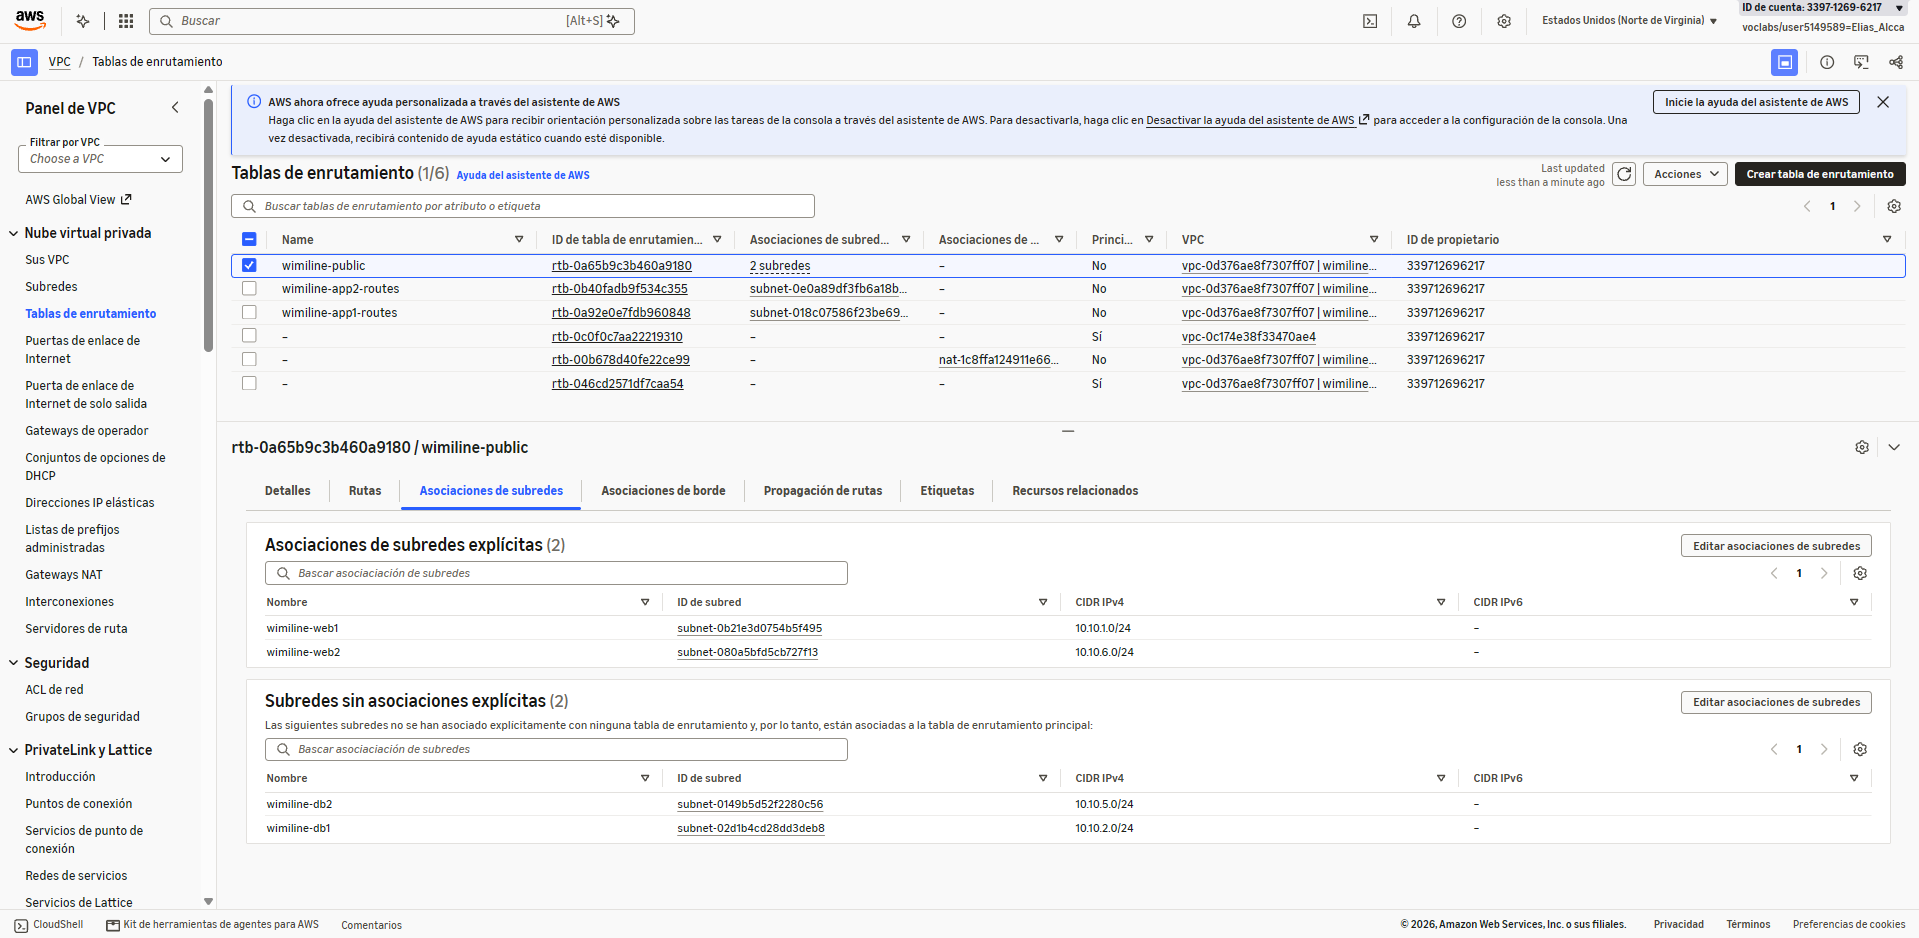 aws
Buscar
[Alt+S]
Estados Unidos (Norte de Virginia)
ID de cuenta: 3397-1269-6217
voclabs/user5149589=Elias_Alcca
VPC / Tablas de enrutamiento
Panel de VPC
Filtrar por VPC
Choose a VPC
AWS Global View
Nube virtual privada
Sus VPC
Subredes
Tablas de enrutamiento
Puertas de enlace de
Internet
Puerta de enlace de
Internet de solo salida
Gateways de operador
Conjuntos de opciones de
DHCP
Direcciones IP elásticas
Listas de prefijos
administradas
Gateways NAT
Interconexiones
Servidores de ruta
Seguridad
ACL de red
Grupos de seguridad
PrivateLink y Lattice
Introducción
Puntos de conexión
Servicios de punto de
conexión
Redes de servicios
Servicios de Lattice
AWS ahora ofrece ayuda personalizada a través del asistente de AWS
Haga clic en la ayuda del asistente de AWS para recibir orientación personalizada sobre las tareas de la consola a través del asistente de AWS. Para desactivarla, haga clic en Desactivar la ayuda del asistente de AWS para acceder a la configuración de la consola. Una
vez desactivada, recibirá contenido de ayuda estático cuando esté disponible.
Inicie la ayuda del asistente de AWS
Tablas de enrutamiento (1/6) Ayuda del asistente de AWS
Last updated
less than a minute ago
Acciones
Crear tabla de enrutamiento
Buscar tablas de enrutamiento por atributo o etiqueta
1
Name ID de tabla de enrutamien... Asociaciones de subred... Asociaciones de ... Princi... VPC ID de propietario
wimiline-public rtb-0a65b9c3b460a9180 2 subredes – No vpc-0d376ae8f7307ff07 | wimiline... 339712696217
wimiline-app2-routes rtb-0b40fadb9f534c355 subnet-0e0a89df3fb6a18b... – No vpc-0d376ae8f7307ff07 | wimiline... 339712696217
wimiline-app1-routes rtb-0a92e0e7fdb960848 subnet-018c07586f23be69... – No vpc-0d376ae8f7307ff07 | wimiline... 339712696217
– rtb-0c0f0c7aa22219310 – – Sí vpc-0c174e38f33470ae4 339712696217
– rtb-00b678d40fe22ce99 – nat-1c8ffa124911e66... No vpc-0d376ae8f7307ff07 | wimiline... 339712696217
– rtb-046cd2571df7caa54 – – Sí vpc-0d376ae8f7307ff07 | wimiline... 339712696217
rtb-0a65b9c3b460a9180 / wimiline-public
Detalles Rutas Asociaciones de subredes Asociaciones de borde Propagación de rutas Etiquetas Recursos relacionados
Asociaciones de subredes explícitas (2)
Editar asociaciones de subredes
Bascar asociaciación de subredes
1
Nombre ID de subred CIDR IPv4 CIDR IPv6
wimiline-web1 subnet-0b21e3d0754b5f495 10.10.1.0/24 –
wimiline-web2 subnet-080a5bfd5cb727f13 10.10.6.0/24 –
Subredes sin asociaciones explícitas (2)
Editar asociaciones de subredes
Las siguientes subredes no se han asociado explícitamente con ninguna tabla de enrutamiento y, por lo tanto, están asociadas a la tabla de enrutamiento principal:
Bascar asociaciación de subredes
1
Nombre ID de subred CIDR IPv4 CIDR IPv6
wimiline-db2 subnet-0149b5d52f2280c56 10.10.5.0/24 –
wimiline-db1 subnet-02d1b4cd28dd3deb8 10.10.2.0/24 –
CloudShell Kit de herramientas de agentes para AWS Comentarios
© 2026, Amazon Web Services, Inc. o sus filiales. Privacidad Términos Preferencias de cookies